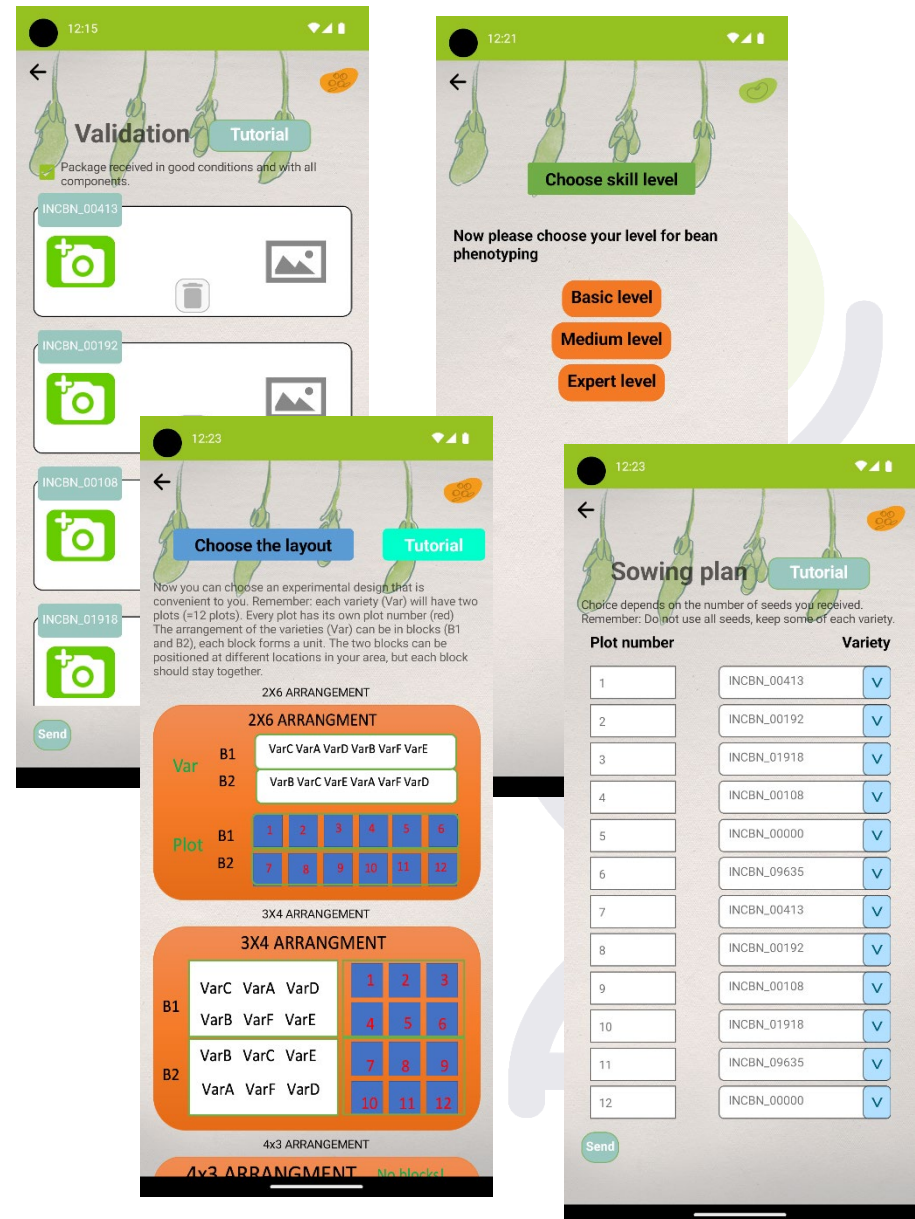 12:15
Validation
Tutorial
Package received in good conditions and with all
components.
INCBN_00413
INCBN_00192
INCBN_00108
INCBN_01918
Send
12:21
Choose skill level
Now please choose your level for bean
phenotyping
Basic level
Medium level
Expert level
12:23
Choose the layout
Tutorial
Now you can choose an experimental design that is
convenient to you. Remember: each variety (Var) will have two
plots (=12 plots). Every plot has its own plot number (red)
The arrangement of the varieties (Var) can be in blocks (B1
and B2), each block forms a unit. The two blocks can be
positioned at different locations in your area, but each block
should stay together.
2X6 ARRANGEMENT
2X6 ARRANGMENT
Var
B1 VarC VarA VarD VarB VarF VarE
B2 VarB VarC VarE VarA VarF VarD
Plot
B1 1 2 3 4 5 6
B2 7 8 9 10 11 12
3X4 ARRANGEMENT
3X4 ARRANGMENT
B1
VarC VarA VarD 1 2 3
VarB VarF VarE 4 5 6
B2
VarB VarC VarE 7 8 9
VarA VarF VarD 10 11 12
4x3 ARRANGEMENT
4x3 ARRANGMENT No blocks!
12:23
Sowing plan
Tutorial
Choice depends on the number of seeds you received.
Remember: Do not use all seeds, keep some of each variety.
Plot number Variety
1 INCBN_00413 V
2 INCBN_00192 V
3 INCBN_01918 V
4 INCBN_00108 V
5 INCBN_00000 V
6 INCBN_09635 V
7 INCBN_00413 V
8 INCBN_00192 V
9 INCBN_00108 V
10 INCBN_01918 V
11 INCBN_09635 V
12 INCBN_00000 V
Send